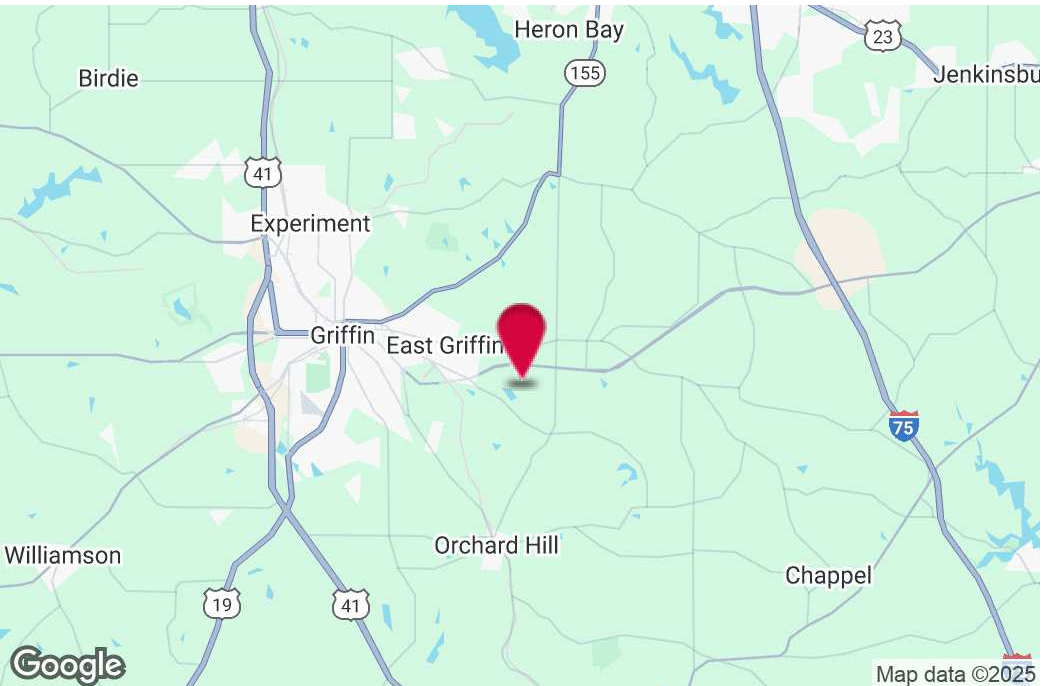 Heron Bay
23
155
Birdie
Jenkinsbu
41
Experiment
Griffin
East Griffin
75
Orchard Hill
Williamson
Chappel
19
41
Google
Map data ©2025